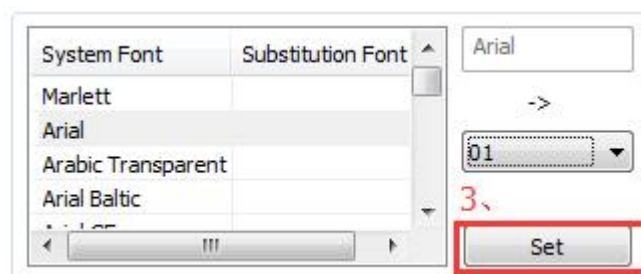 System Font Substitution Font
Marlett
Arial
Arabic Transparent
Arial Baltic
Arial
->
01
3、
Set